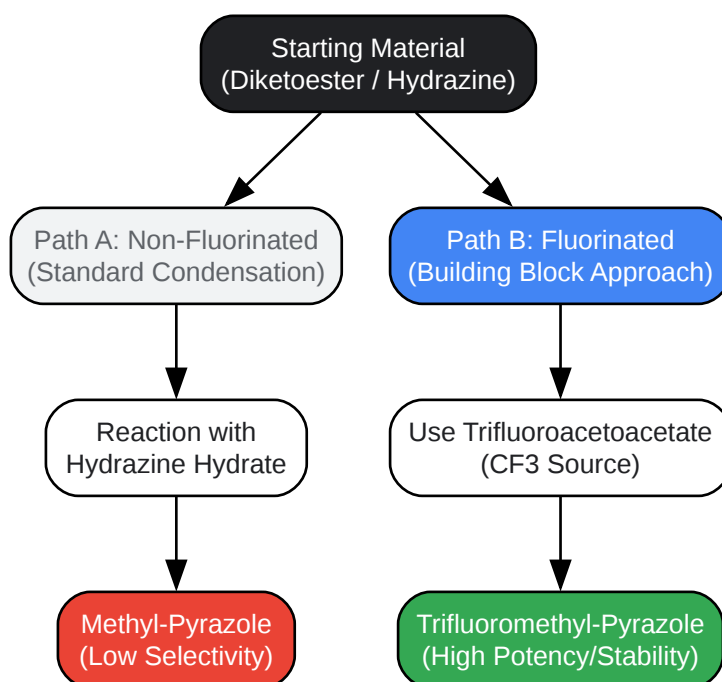 Starting Material
(Diketoester / Hydrazine)
Path A: Non-Fluorinated
(Standard Condensation)
Path B: Fluorinated
(Building Block Approach)
Reaction with
Hydrazine Hydrate
Use Trifluoroacetoacetate
(CF3 Source)
Methyl-Pyrazole
(Low Selectivity)
Trifluoromethyl-Pyrazole
(High Potency/Stability)